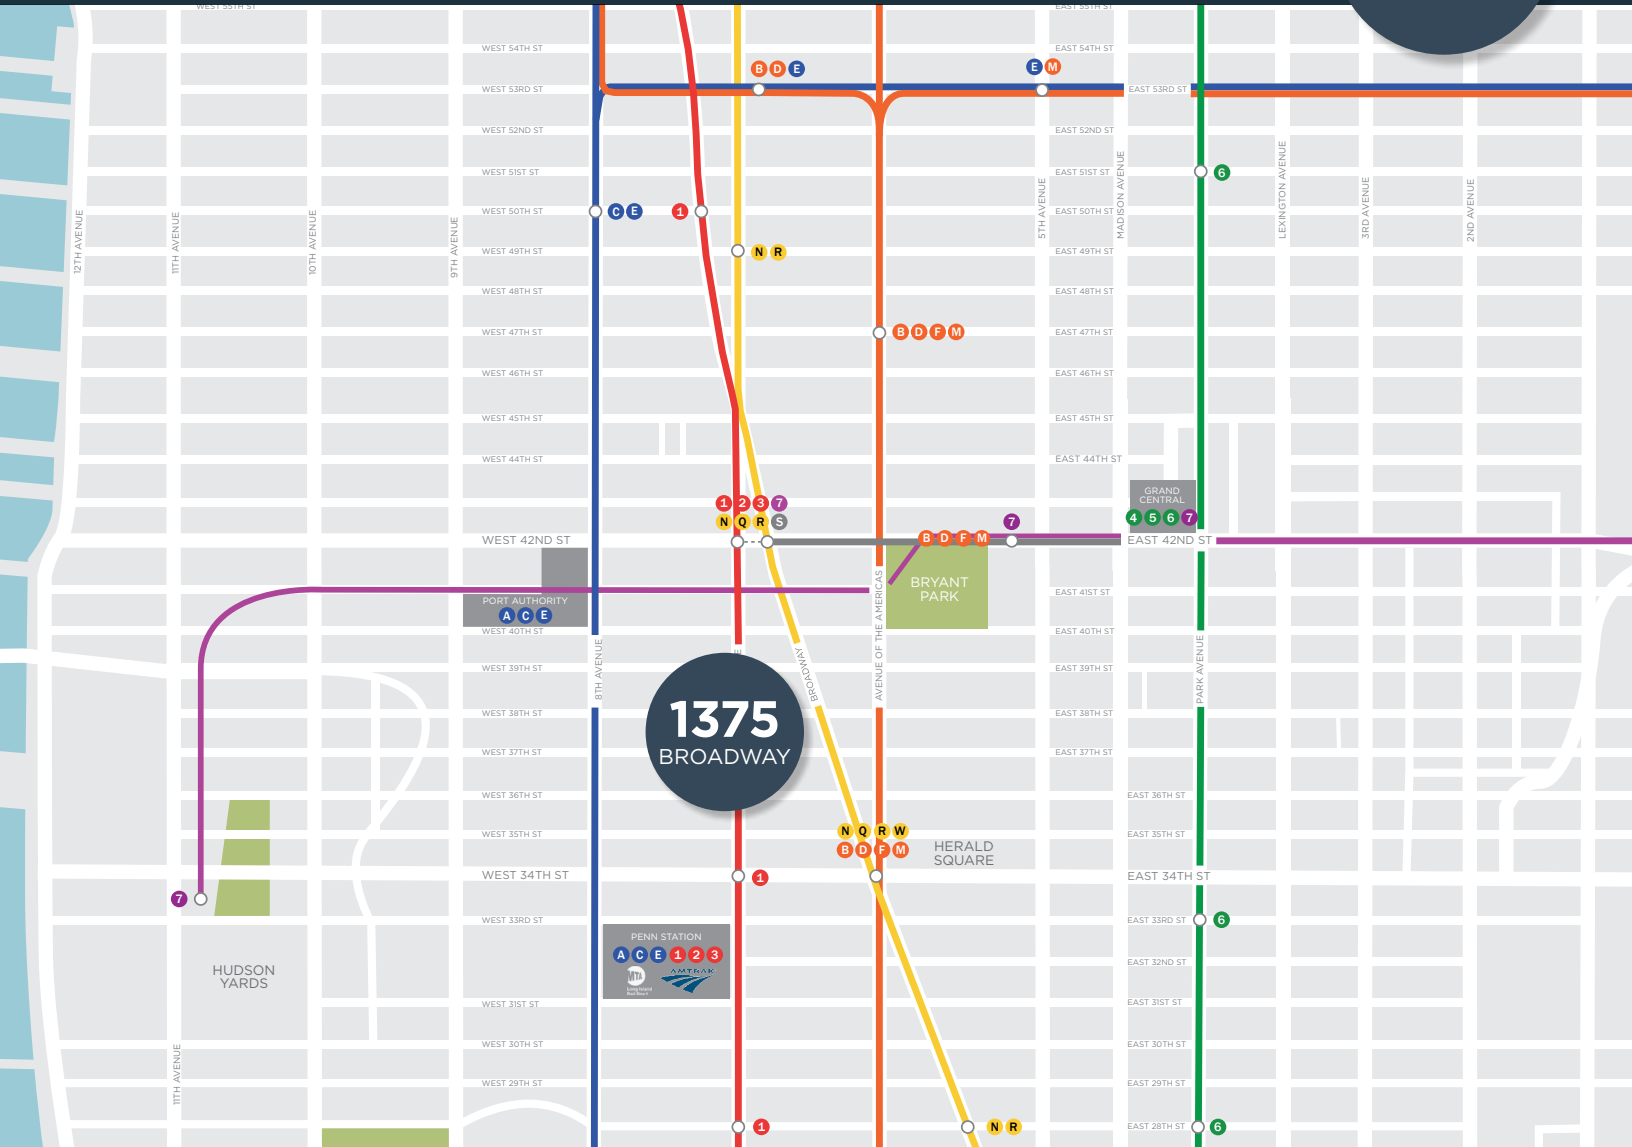 WEST 55TH ST
EAST 55TH ST
WEST 54TH ST
EAST 54TH ST
B D E
E M
WEST 53RD ST
EAST 53RD ST
WEST 52ND ST
EAST 52ND ST
WEST 51ST ST
EAST 51ST ST
6
12TH AVENUE
11TH AVENUE
10TH AVENUE
9TH AVENUE
5TH AVENUE
MADISON AVENUE
LEXINGTON AVENUE
3RD AVENUE
2ND AVENUE
WEST 50TH ST
C E
1
EAST 50TH ST
WEST 49TH ST
N R
EAST 49TH ST
WEST 48TH ST
EAST 48TH ST
WEST 47TH ST
B D F M
EAST 47TH ST
WEST 46TH ST
EAST 46TH ST
WEST 45TH ST
EAST 45TH ST
WEST 44TH ST
EAST 44TH ST
GRAND
CENTRAL
4 5 6 7
1 2 3 7
N Q R S
7
WEST 42ND ST
B D F M
EAST 42ND ST
BRYANT
PARK
EAST 41ST ST
PORT AUTHORITY
A C E
WEST 40TH ST
EAST 40TH ST
8TH AVENUE
BROADWAY
AVENUE OF THE AMERICAS
PARK AVENUE
WEST 39TH ST
EAST 39TH ST
WEST 38TH ST
EAST 38TH ST
1375
BROADWAY
WEST 37TH ST
EAST 37TH ST
WEST 36TH ST
EAST 36TH ST
WEST 35TH ST
EAST 35TH ST
N Q R W
B D F M
HERALD
SQUARE
WEST 34TH ST
1
EAST 34TH ST
7
WEST 33RD ST
EAST 33RD ST
6
PENN STATION
A C E 1 2 3
MTA
AMTRAK
HUDSON
YARDS
EAST 32ND ST
WEST 31ST ST
EAST 31ST ST
WEST 30TH ST
EAST 30TH ST
11TH AVENUE
WEST 29TH ST
EAST 29TH ST
1
N R
EAST 28TH ST
6